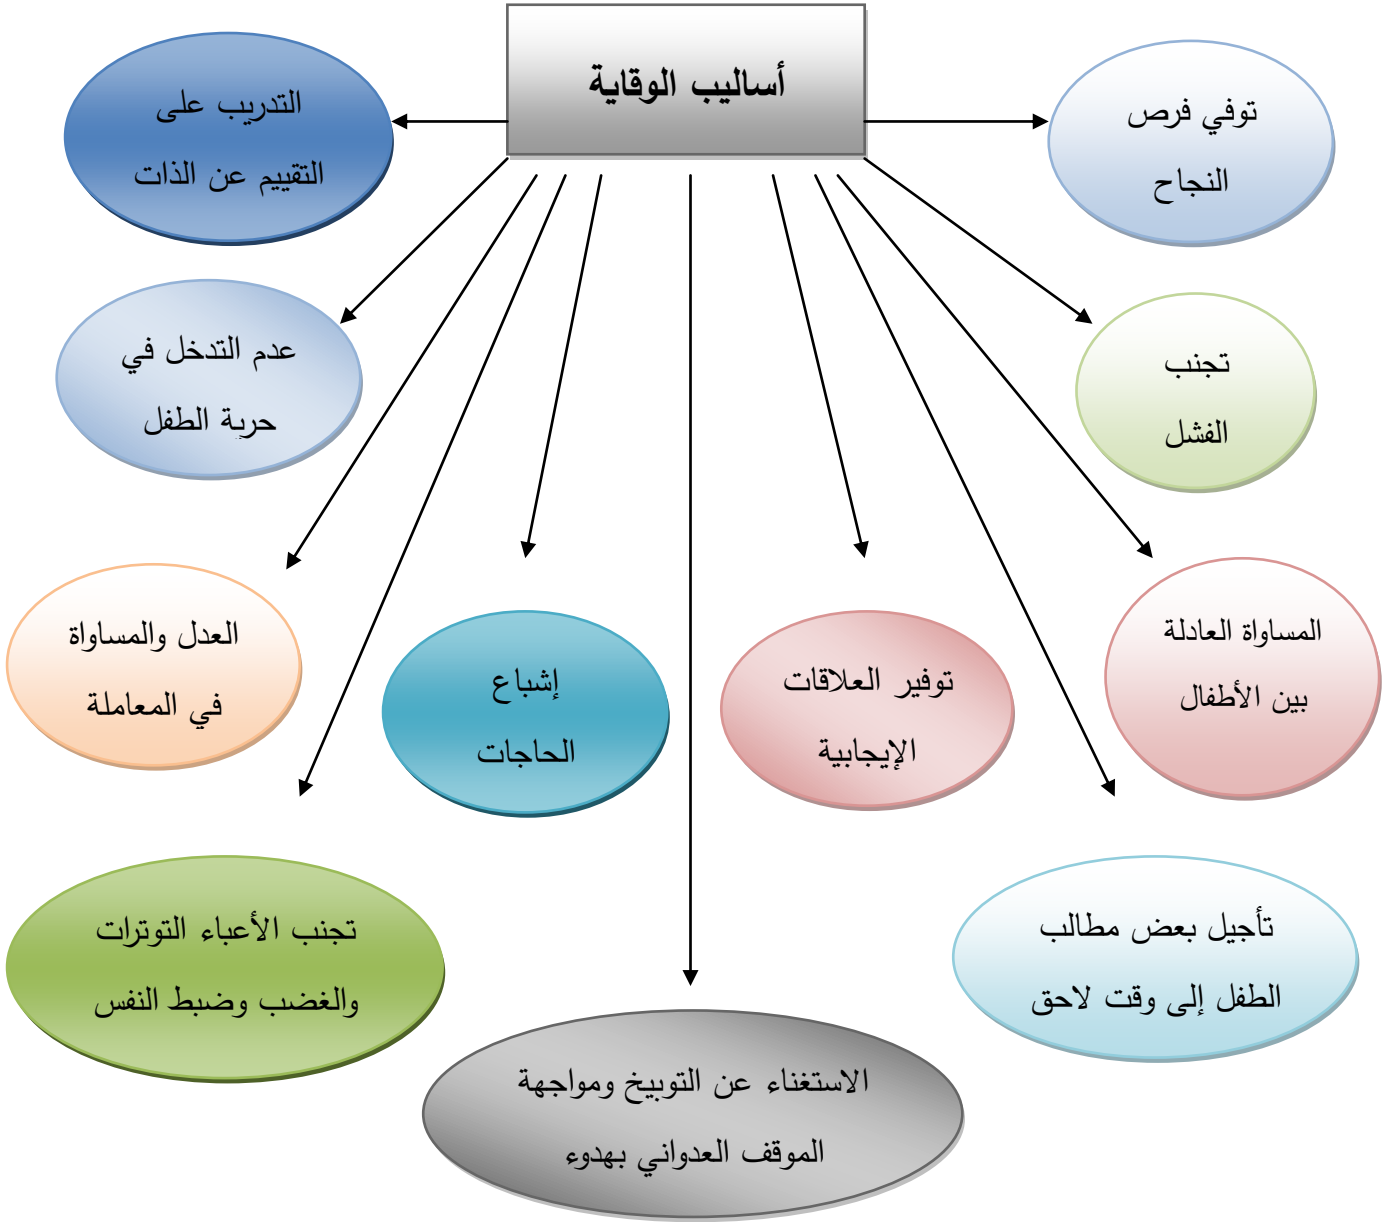 أساليب الوقاية
توفي فرص
النجاح
التدريب على
التقييم عن الذات
تجنب
الفشل
عدم التدخل في
حرية الطفل
المساواة العادلة
بين الأطفال
العدل والمساواة
في المعاملة
توفير العلاقات
الإيجابية
إشباع
الحاجات
تأجيل بعض مطالب
الطفل إلى وقت لاحق
تجنب الأعباء التوترات
والغضب وضبط النفس
الاستغناء عن التوبيخ ومواجهة
الموقف العدواني بهدوء